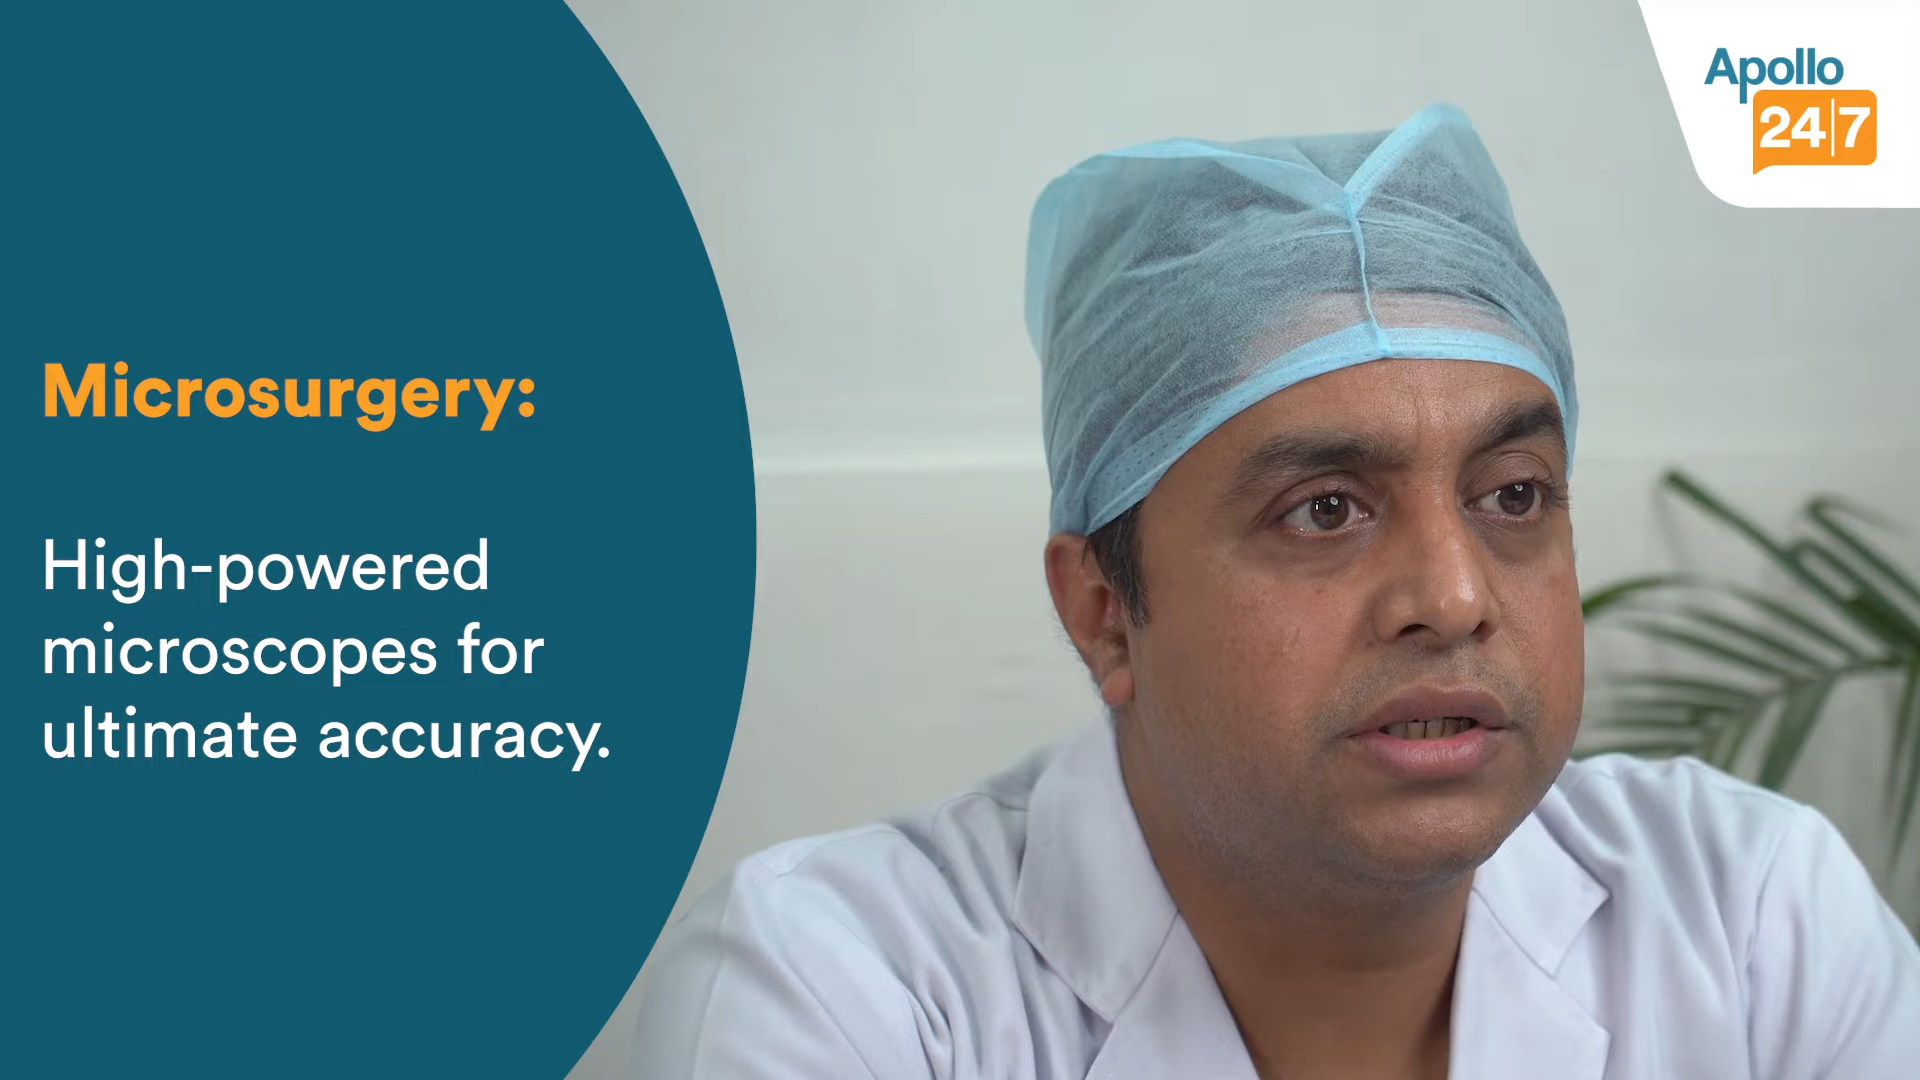 Microsurgery:
High-powered
microscopes for
ultimate accuracy.
Apollo
24|7